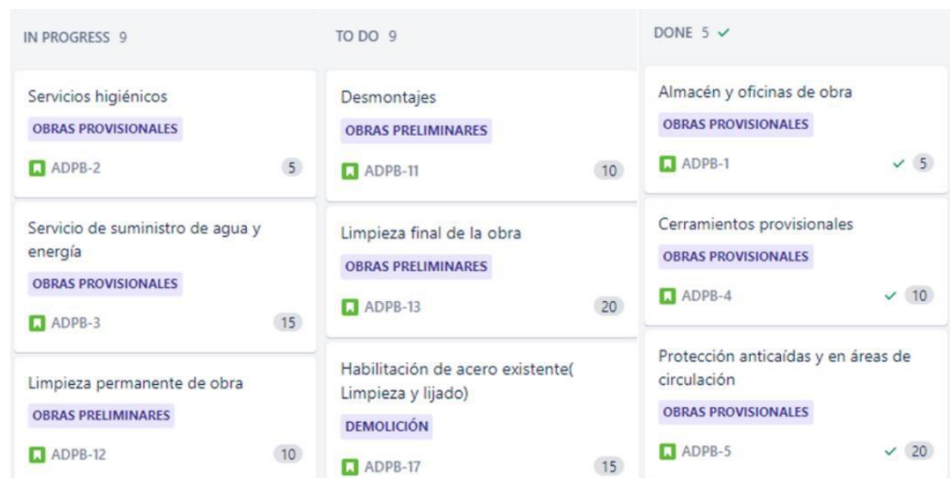 IN PROGRESS 9
Servicios higiénicos
OBRAS PROVISIONALES
ADPB-2 5
Servicio de suministro de agua y
energía
OBRAS PROVISIONALES
ADPB-3 15
Limpieza permanente de obra
OBRAS PRELIMINARES
ADPB-12 10
TO DO 9
Desmontajes
OBRAS PRELIMINARES
ADPB-11 10
Limpieza final de la obra
OBRAS PRELIMINARES
ADPB-13 20
Habilitación de acero existente(
Limpieza y lijado)
DEMOLICIÓN
ADPB-17 15
DONE 5
Almacén y oficinas de obra
OBRAS PROVISIONALES
ADPB-1 5
Cerramientos provisionales
OBRAS PROVISIONALES
ADPB-4 10
Protección anticaídas y en áreas de
circulación
OBRAS PROVISIONALES
ADPB-5 20